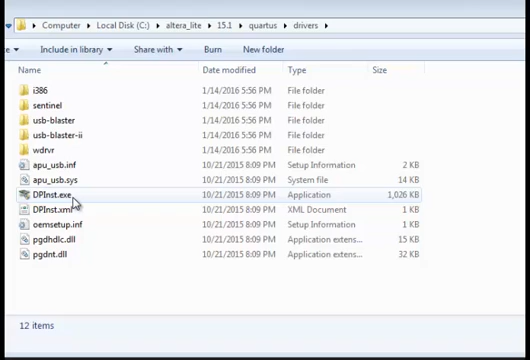 Computer ▸ Local Disk (C:) ▸ altera_lite ▸ 15.1 ▸ quartus ▸ drivers ▸
Include in library ▾ Share with ▾ Burn New folder
Name Date modified Type Size
i386 1/14/2016 5:56 PM File folder
sentinel 1/14/2016 5:56 PM File folder
usb-blaster 1/14/2016 5:56 PM File folder
usb-blaster-ii 1/14/2016 5:56 PM File folder
wdrvr 1/14/2016 5:56 PM File folder
apu_usb.inf 10/21/2015 8:09 PM Setup Information 2 KB
apu_usb.sys 10/21/2015 8:09 PM System file 14 KB
DPInst.exe 10/21/2015 8:09 PM Application 1,026 KB
DPInst.xml 10/21/2015 8:09 PM XML Document 1 KB
oemsetup.inf 10/21/2015 8:09 PM Setup Information 1 KB
pgdhdlc.dll 10/21/2015 8:09 PM Application extens... 15 KB
pgdnt.dll 10/21/2015 8:09 PM Application extens... 32 KB
12 items